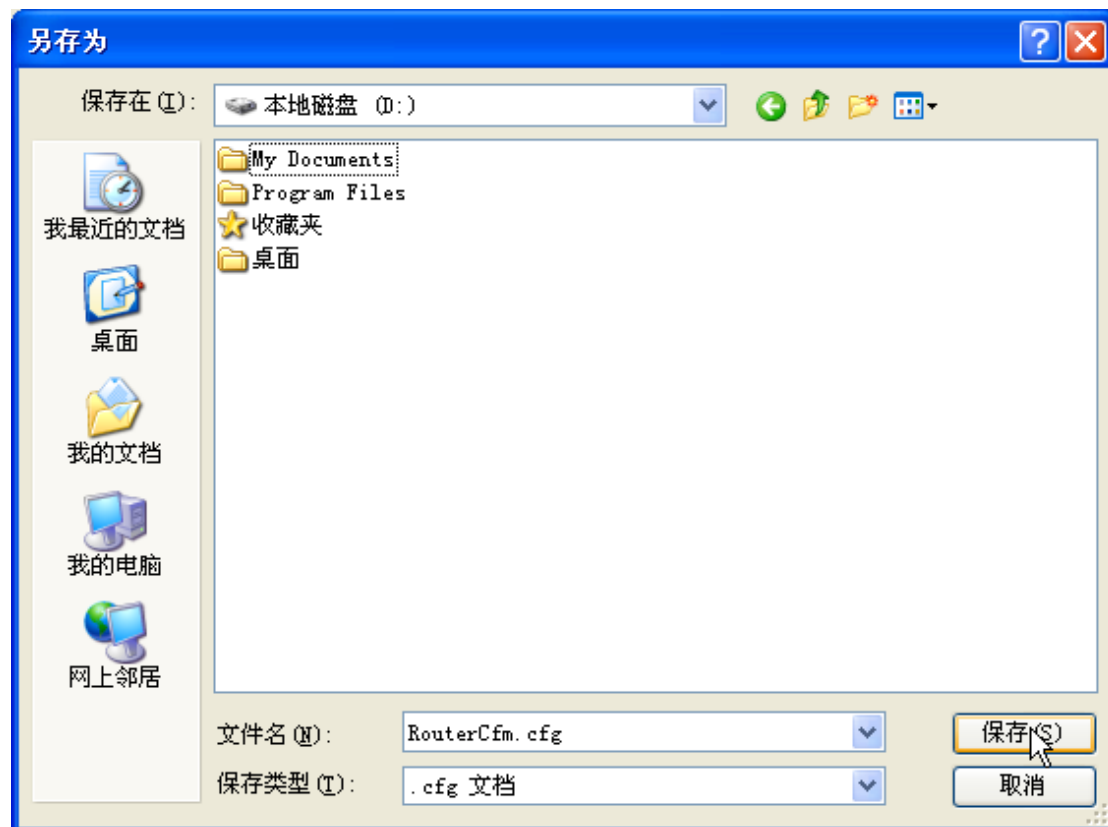 另存为
保存在(I):
本地磁盘 (D:)
我最近的文档
桌面
我的文档
我的电脑
网上邻居
My Documents
Program Files
收藏夹
桌面
文件名(N):
RouterCfm.cfg
保存(S)
保存类型(T):
.cfg 文档
取消